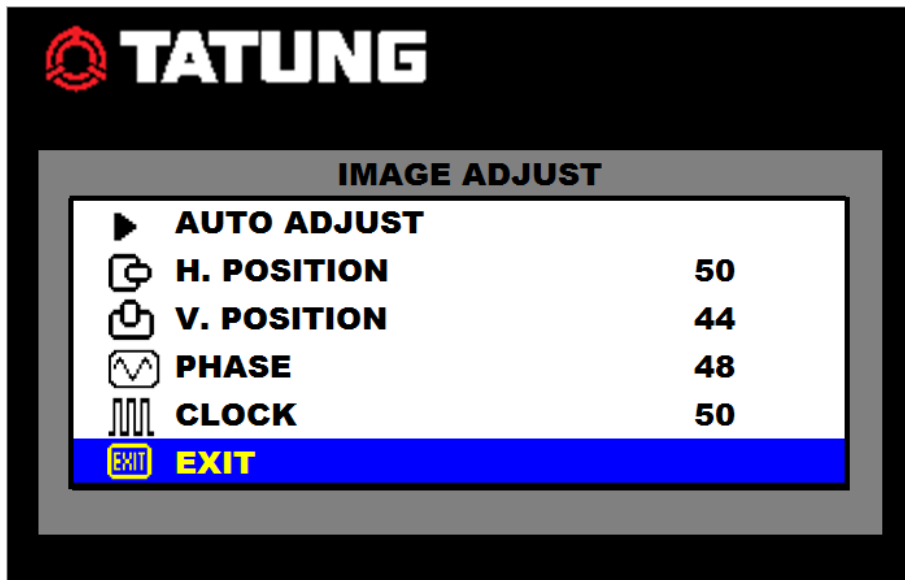 TATUNG
IMAGE ADJUST
AUTO ADJUST
H. POSITION 50
V. POSITION 44
PHASE 48
CLOCK 50
EXIT EXIT